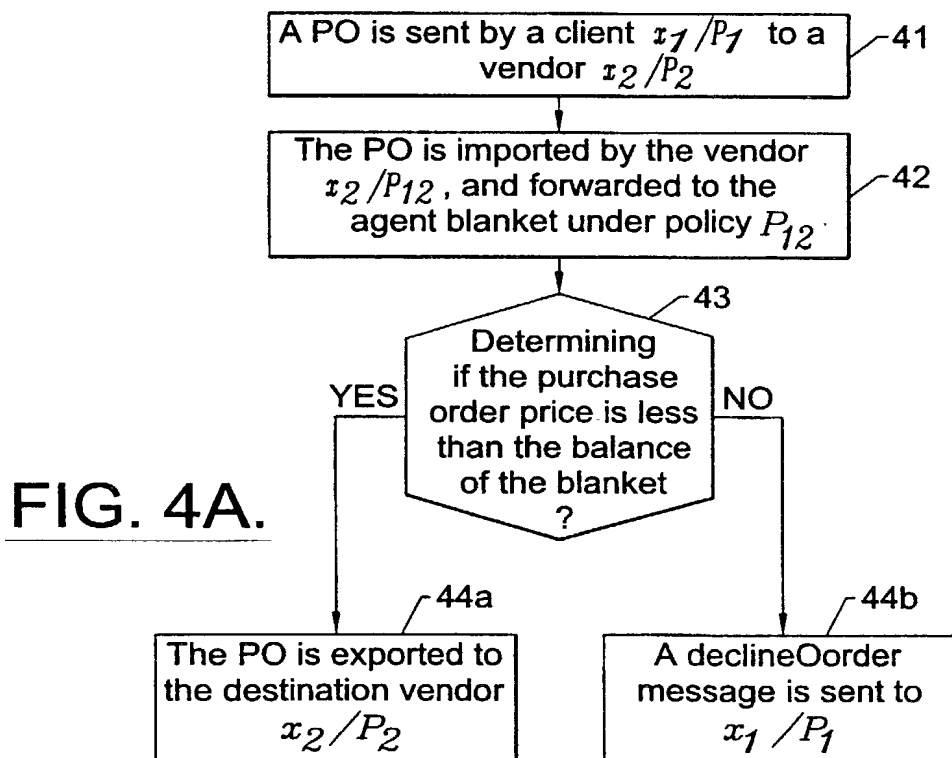 A PO is sent by a client x1/P1 to a
vendor x2/P2
41
The PO is imported by the vendor
x2/P12, and forwarded to the
agent blanket under policy P12
42
43
Determining
if the purchase
order price is less
than the balance
of the blanket
?
YES
NO
FIG. 4A.
44a
The PO is exported to
the destination vendor
x2/P2
44b
A declineOorder
message is sent to
x1/P1